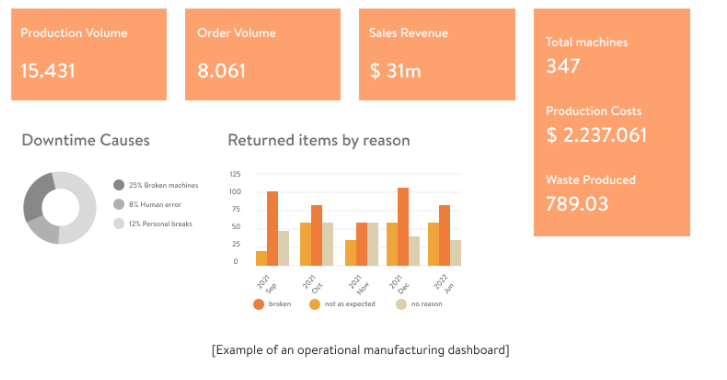 Production Volume
15.431
Order Volume
8.061
Sales Revenue
$ 31m
Total machines
347
Production Costs
$ 2.237.061
Waste Produced
789.03
Downtime Causes
25% Broken machines
8% Human error
12% Personal breaks
Returned items by reason
125
100
75
50
25
0
2021
Sep
2021
Oct
2021
Nov
2021
Dec
2022
Jun
broken
not as expected
no reason
[Example of an operational manufacturing dashboard]